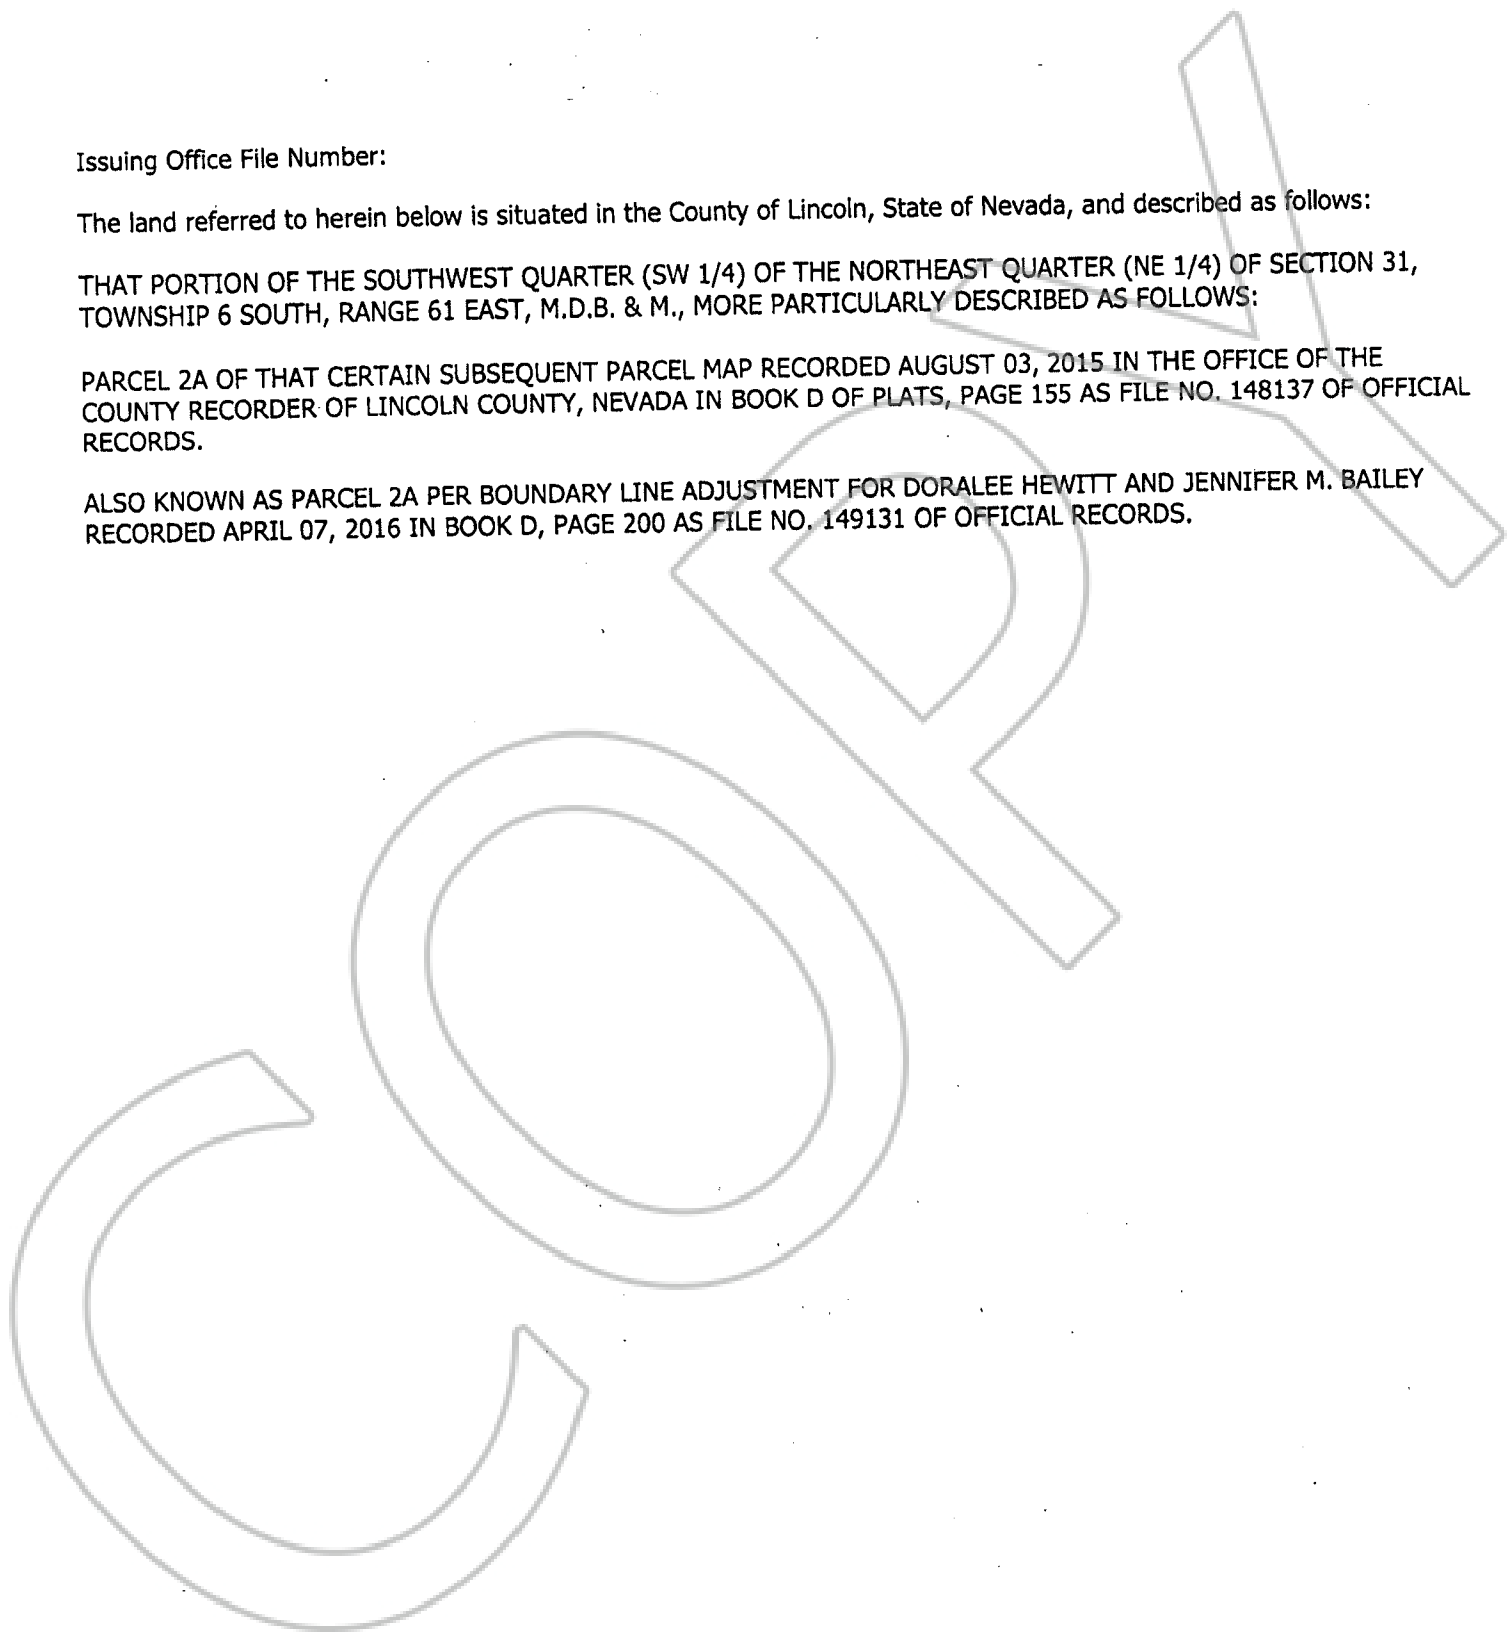 Issuing Office File Number:
The land referred to herein below is situated in the County of Lincoln, State of Nevada, and described as follows:
THAT PORTION OF THE SOUTHWEST QUARTER (SW 1/4) OF THE NORTHEAST QUARTER (NE 1/4) OF SECTION 31,
TOWNSHIP 6 SOUTH, RANGE 61 EAST, M.D.B. & M., MORE PARTICULARLY DESCRIBED AS FOLLOWS:
PARCEL 2A OF THAT CERTAIN SUBSEQUENT PARCEL MAP RECORDED AUGUST 03, 2015 IN THE OFFICE OF THE
COUNTY RECORDER OF LINCOLN COUNTY, NEVADA IN BOOK D OF PLATS, PAGE 155 AS FILE NO. 148137 OF OFFICIAL
RECORDS.
ALSO KNOWN AS PARCEL 2A PER BOUNDARY LINE ADJUSTMENT FOR DORALEE HEWITT AND JENNIFER M. BAILEY
RECORDED APRIL 07, 2016 IN BOOK D, PAGE 200 AS FILE NO. 149131 OF OFFICIAL RECORDS.
COPY